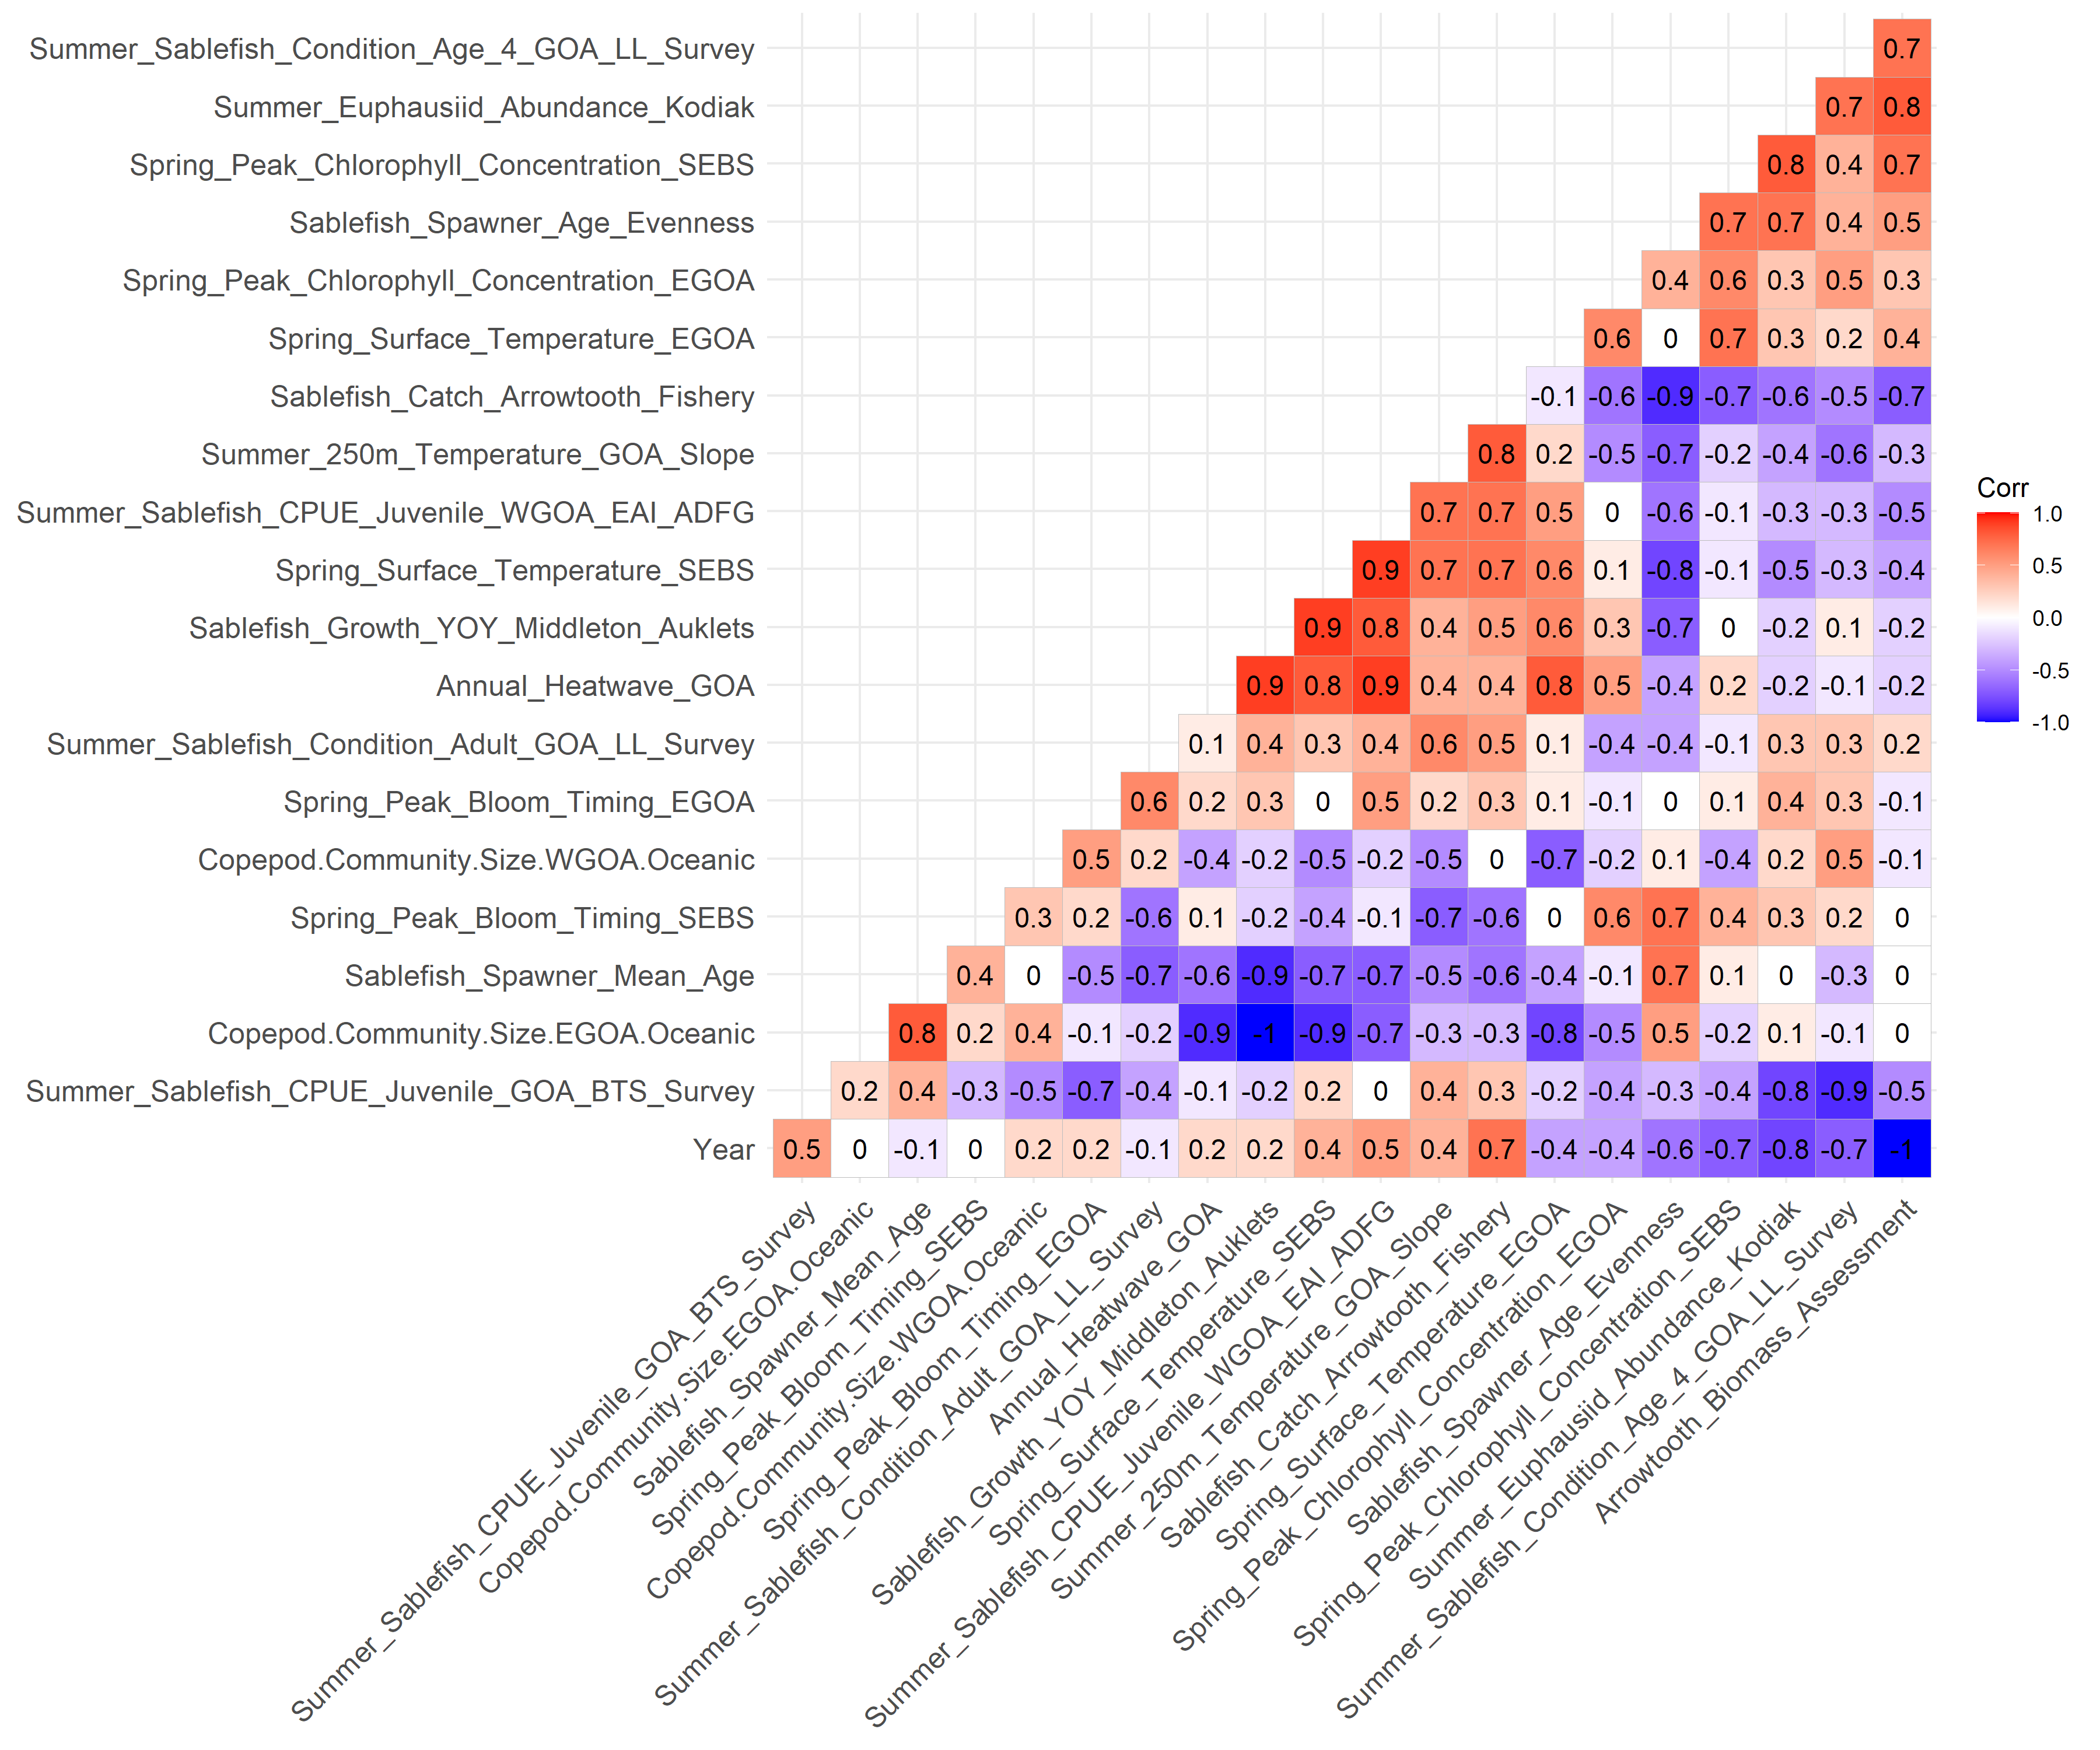 Summer_Sablefish_Condition_Age_4_GOA_LL_Survey 0.7
Summer_Euphausiid_Abundance_Kodiak 0.7 0.8
Spring_Peak_Chlorophyll_Concentration_SEBS 0.8 0.4 0.7
Sablefish_Spawner_Age_Evenness 0.7 0.7 0.4 0.5
Spring_Peak_Chlorophyll_Concentration_EGOA 0.4 0.6 0.3 0.5 0.3
Spring_Surface_Temperature_EGOA 0.6 0 0.7 0.3 0.2 0.4
Sablefish_Catch_Arrowtooth_Fishery -0.1 -0.6 -0.9 -0.7 -0.6 -0.5 -0.7
Summer_250m_Temperature_GOA_Slope 0.8 0.2 -0.5 -0.7 -0.2 -0.4 -0.6 -0.3
Summer_Sablefish_CPUE_Juvenile_WGOA_EAI_ADFG 0.7 0.7 0.5 0 -0.6 -0.1 -0.3 -0.3 -0.5
Spring_Surface_Temperature_SEBS 0.9 0.7 0.7 0.6 0.1 -0.8 -0.1 -0.5 -0.3 -0.4
Sablefish_Growth_YOY_Middleton_Auklets 0.9 0.8 0.4 0.5 0.6 0.3 -0.7 0 -0.2 0.1 -0.2
Annual_Heatwave_GOA 0.9 0.8 0.9 0.4 0.4 0.8 0.5 -0.4 0.2 -0.2 -0.1 -0.2
Summer_Sablefish_Condition_Adult_GOA_LL_Survey 0.1 0.4 0.3 0.4 0.6 0.5 0.1 -0.4 -0.4 -0.1 0.3 0.3 0.2
Spring_Peak_Bloom_Timing_EGOA 0.6 0.2 0.3 0 0.5 0.2 0.3 0.1 -0.1 0 0.1 0.4 0.3 -0.1
Copepod.Community.Size.WGOA.Oceanic 0.5 0.2 -0.4 -0.2 -0.5 -0.2 -0.5 0 -0.7 -0.2 0.1 -0.4 0.2 0.5 -0.1
Spring_Peak_Bloom_Timing_SEBS 0.3 0.2 -0.6 0.1 -0.2 -0.4 -0.1 -0.7 -0.6 0 0.6 0.7 0.4 0.3 0.2 0
Sablefish_Spawner_Mean_Age 0.4 0 -0.5 -0.7 -0.6 -0.9 -0.7 -0.7 -0.5 -0.6 -0.4 -0.1 0.7 0.1 0 -0.3 0
Copepod.Community.Size.EGOA.Oceanic 0.8 0.2 0.4 -0.1 -0.2 -0.9 -1 -0.9 -0.7 -0.3 -0.3 -0.8 -0.5 0.5 -0.2 0.1 -0.1 0
Summer_Sablefish_CPUE_Juvenile_GOA_BTS_Survey 0.2 0.4 -0.3 -0.5 -0.7 -0.4 -0.1 -0.2 0.2 0 0.4 0.3 -0.2 -0.4 -0.3 -0.4 -0.8 -0.9 -0.5
Year 0.5 0 -0.1 0 0.2 0.2 -0.1 0.2 0.2 0.4 0.5 0.4 0.7 -0.4 -0.4 -0.6 -0.7 -0.8 -0.7 -1
Summer_Sablefish_CPUE_Juvenile_GOA_BTS_Survey
Copepod.Community.Size.EGOA.Oceanic
Sablefish_Spawner_Mean_Age
Spring_Peak_Bloom_Timing_SEBS
Copepod.Community.Size.WGOA.Oceanic
Spring_Peak_Bloom_Timing_EGOA
Summer_Sablefish_Condition_Adult_GOA_LL_Survey
Annual_Heatwave_GOA
Sablefish_Growth_YOY_Middleton_Auklets
Spring_Surface_Temperature_SEBS
Summer_Sablefish_CPUE_Juvenile_WGOA_EAI_ADFG
Summer_250m_Temperature_GOA_Slope
Sablefish_Catch_Arrowtooth_Fishery
Spring_Surface_Temperature_EGOA
Spring_Peak_Chlorophyll_Concentration_EGOA
Sablefish_Spawner_Age_Evenness
Spring_Peak_Chlorophyll_Concentration_SEBS
Summer_Euphausiid_Abundance_Kodiak
Summer_Sablefish_Condition_Age_4_GOA_LL_Survey
Arrowtooth_Biomass_Assessment
Corr
1.0
0.5
0.0
-0.5
-1.0